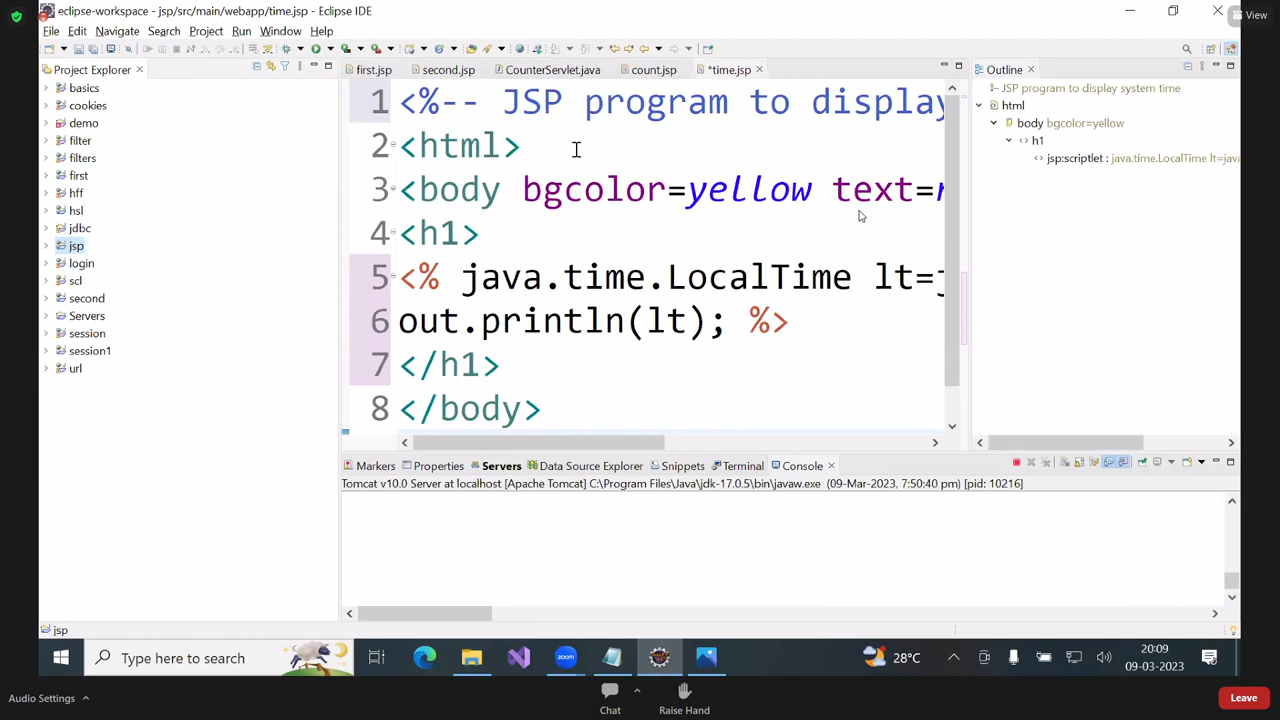 eclipse-workspace - jsp/src/main/webapp/time.jsp - Eclipse IDE
View
File Edit Navigate Search Project Run Window Help
Project Explorer
basics
cookies
demo
filter
filters
first
hff
hsl
jdbc
jsp
login
scl
second
Servers
session
session1
url
first.jsp second.jsp CounterServlet.java count.jsp *time.jsp
1 <%-- JSP program to display
2 <html>
3 <body bgcolor=yellow text=
4 <h1>
5 <% java.time.LocalTime lt=
6 out.println(lt); %>
7 </h1>
8 </body>
Outline
JSP program to display system time
html
body bgcolor=yellow
h1
jsp:scriptlet : java.time.LocalTime lt=java
Markers Properties Servers Data Source Explorer Snippets Terminal Console
Tomcat v10.0 Server at localhost [Apache Tomcat] C:\Program Files\Java\jdk-17.0.5\bin\javaw.exe (09-Mar-2023, 7:50:40 pm) [pid: 10216]
jsp
Type here to search
zoom
28°C
20:09
09-03-2023
Audio Settings
Chat
Raise Hand
Leave